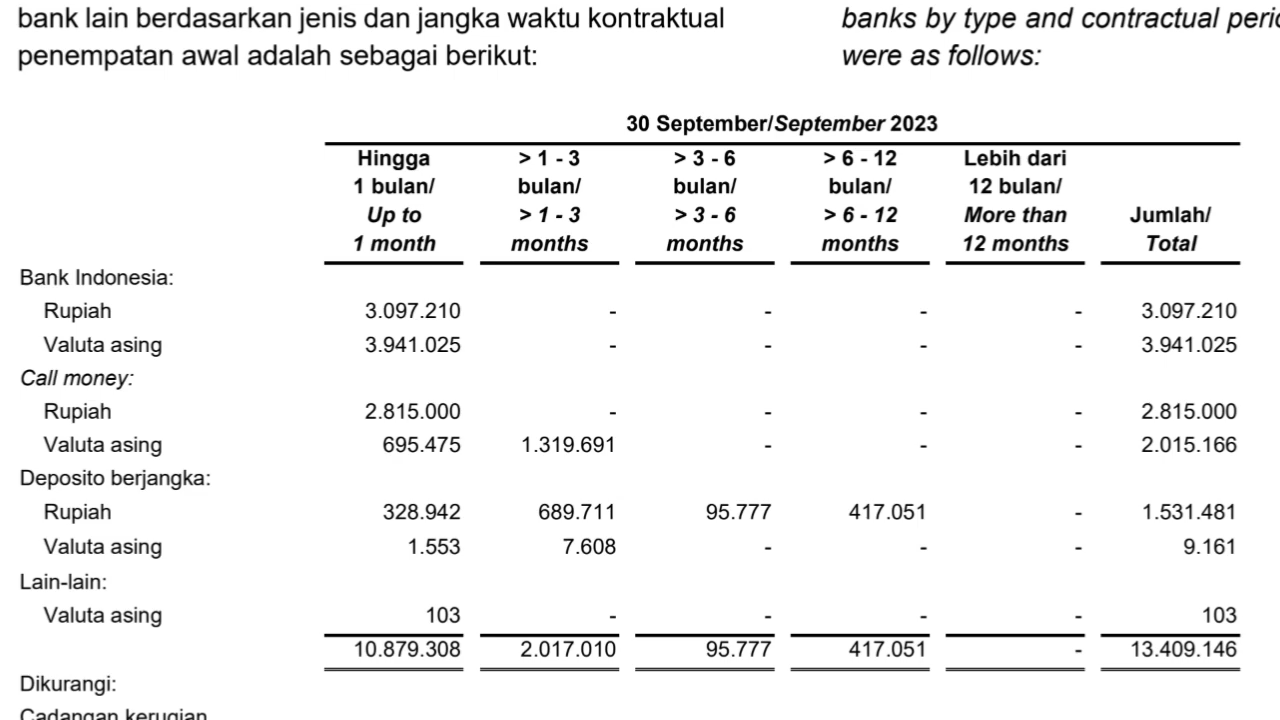 bank lain berdasarkan jenis dan jangka waktu kontraktual
penempatan awal adalah sebagai berikut:
banks by type and contractual
were as follows:
30 September/September 2023
Hingga 1 bulan/ Up to 1 month
> 1 - 3 bulan/ > 1 - 3 months
> 3 - 6 bulan/ > 3 - 6 months
> 6 - 12 bulan/ > 6 - 12 months
Lebih dari 12 bulan/ More than 12 months
Jumlah/ Total
Bank Indonesia:
Rupiah 3.097.210 - - - - 3.097.210
Valuta asing 3.941.025 - - - - 3.941.025
Call money:
Rupiah 2.815.000 - - - - 2.815.000
Valuta asing 695.475 1.319.691 - - - 2.015.166
Deposito berjangka:
Rupiah 328.942 689.711 95.777 417.051 - 1.531.481
Valuta asing 1.553 7.608 - - - 9.161
Lain-lain:
Valuta asing 103 - - - - 103
10.879.308 2.017.010 95.777 417.051 - 13.409.146
Dikurangi:
Cadangan kerugian